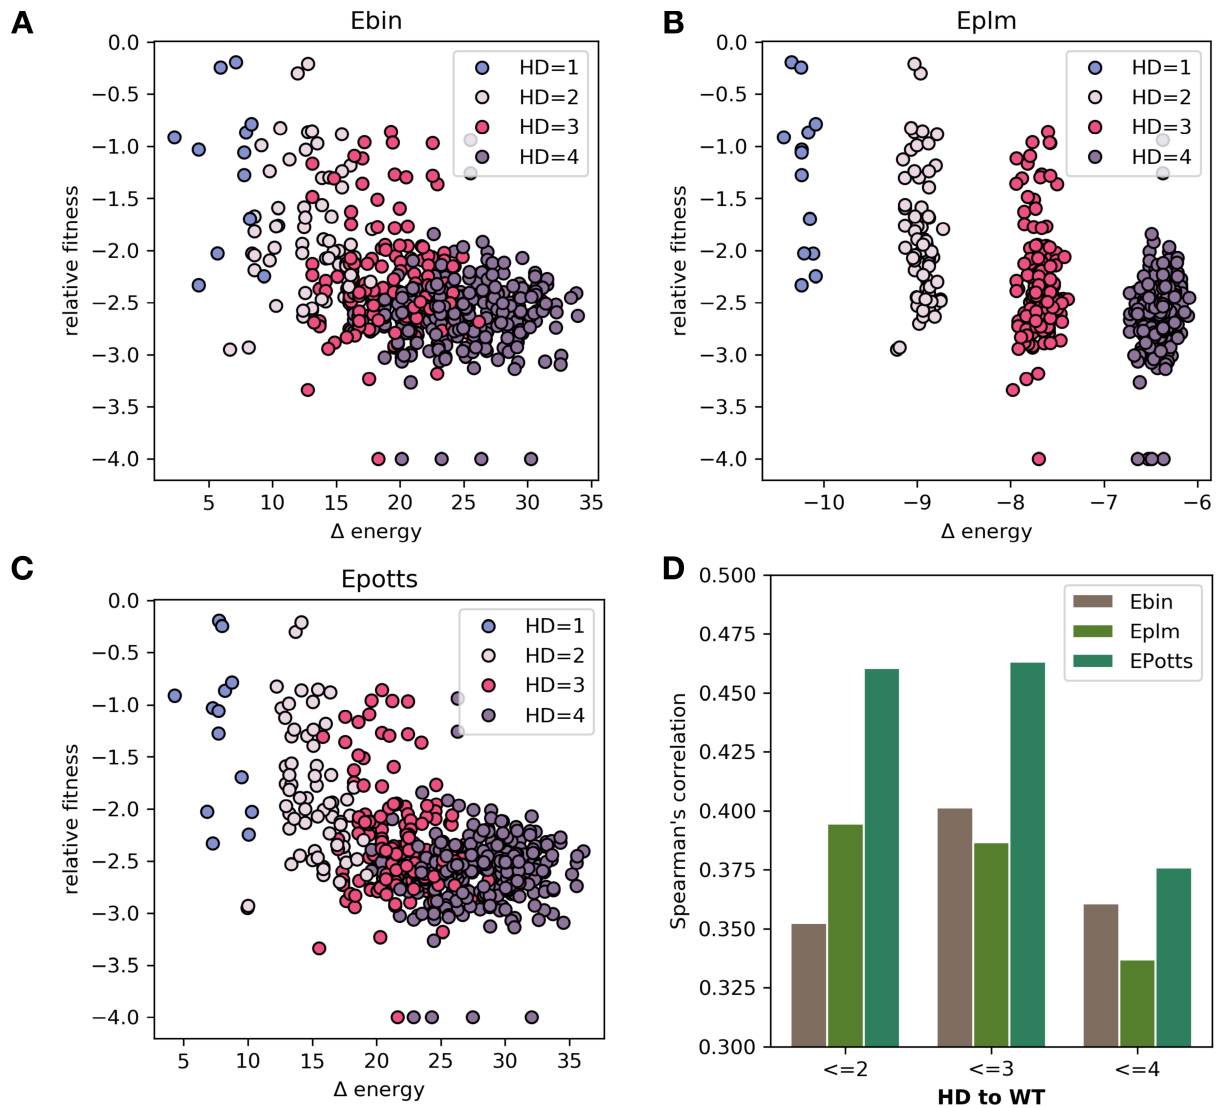 A
Ebin
0.0
−0.5
−1.0
−1.5
−2.0
−2.5
−3.0
−3.5
−4.0
relative fitness
HD=1
HD=2
HD=3
HD=4
5 10 15 20 25 30 35
Δ energy
B
Eplm
0.0
−0.5
−1.0
−1.5
−2.0
−2.5
−3.0
−3.5
−4.0
relative fitness
HD=1
HD=2
HD=3
HD=4
−10 −9 −8 −7 −6
Δ energy
C
Epotts
0.0
−0.5
−1.0
−1.5
−2.0
−2.5
−3.0
−3.5
−4.0
relative fitness
HD=1
HD=2
HD=3
HD=4
5 10 15 20 25 30 35
Δ energy
D
0.500
0.475
0.450
0.425
0.400
0.375
0.350
0.325
0.300
Spearman's correlation
Ebin
Eplm
EPotts
<=2 <=3 <=4
HD to WT